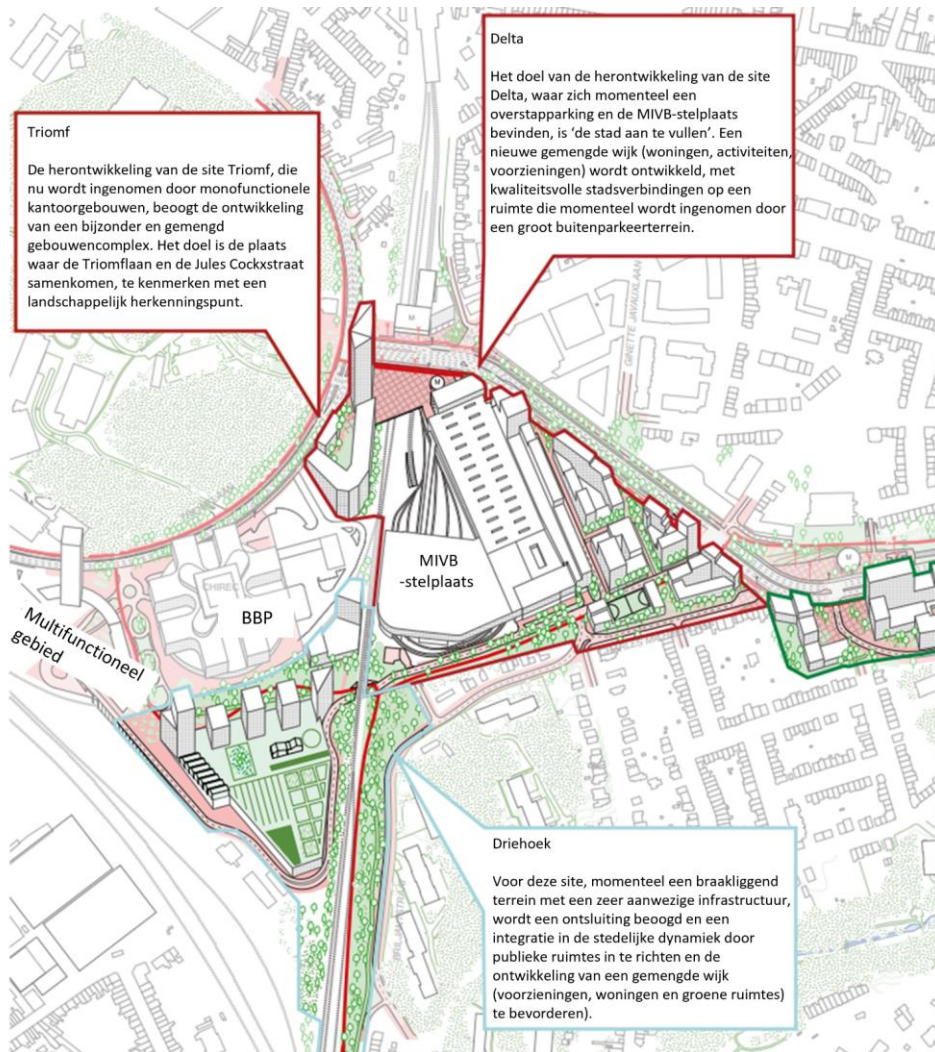 Delta
Het doel van de herontwikkeling van de site
Delta, waar zich momenteel een
overstapparking en de MIVB-stelplaats
bevinden, is ‘de stad aan te vullen’. Een
nieuwe gemengde wijk (woningen, activiteiten,
voorzieningen) wordt ontwikkeld, met
kwaliteitsvolle stadsverbindingen op een
ruimte die momenteel wordt ingenomen door
een groot buitenparkeerterrein.
Triomf
De herontwikkeling van de site Triomf, die
nu wordt ingenomen door monofunctionele
kantoorgebouwen, beoogt de ontwikkeling
van een bijzonder en gemengd
gebouwencomplex. Het doel is de plaats
waar de Triomflaan en de Jules Cockxstraat
samenkomen, te kenmerken met een
landschappelijk herkenningspunt.
M
GINETTE JAVAUXLAAN
M
MIVB
-stelplaats
M
CHIREC
BBP
Multifunctioneel
gebied
Driehoek
Voor deze site, momenteel een braakliggend
terrein met een zeer aanwezige infrastructuur,
wordt een ontsluiting beoogd en een
integratie in de stedelijke dynamiek door
publieke ruimtes in te richten en de
ontwikkeling van een gemengde wijk
(voorzieningen, woningen en groene ruimtes)
te bevorderen).